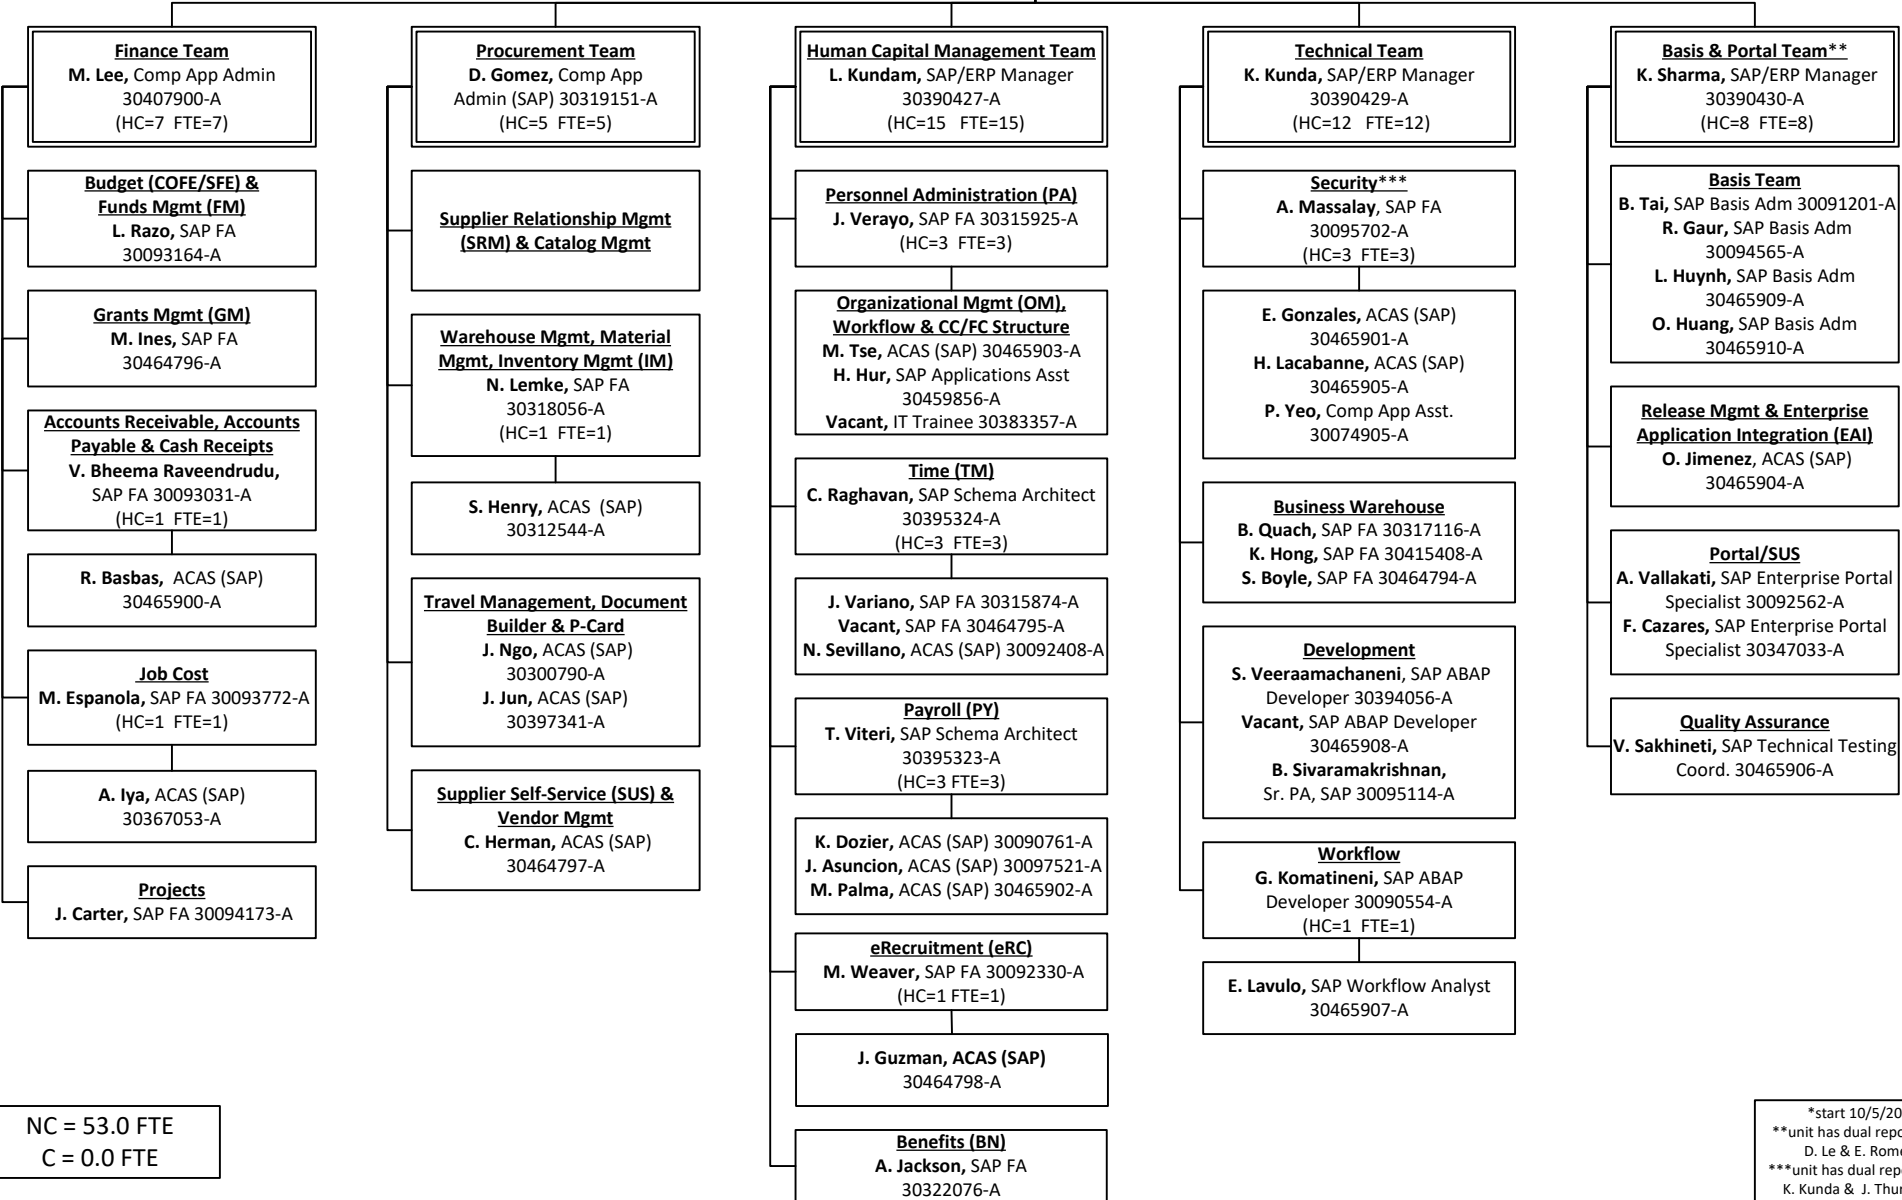 Finance Team
M. Lee, Comp App Admin
30407900-A
(HC=7 FTE=7)
Budget (COFE/SFE) &
Funds Mgmt (FM)
L. Razo, SAP FA
30093164-A
Grants Mgmt (GM)
M. Ines, SAP FA
30464796-A
Accounts Receivable, Accounts
Payable & Cash Receipts
V. Bheema Raveendrudu,
SAP FA 30093031-A
(HC=1 FTE=1)
R. Basbas, ACAS (SAP)
30465900-A
Job Cost
M. Espanola, SAP FA 30093772-A
(HC=1 FTE=1)
A. Iya, ACAS (SAP)
30367053-A
Projects
J. Carter, SAP FA 30094173-A
Procurement Team
D. Gomez, Comp App
Admin (SAP) 30319151-A
(HC=5 FTE=5)
Supplier Relationship Mgmt
(SRM) & Catalog Mgmt
Warehouse Mgmt, Material
Mgmt, Inventory Mgmt (IM)
N. Lemke, SAP FA
30318056-A
(HC=1 FTE=1)
S. Henry, ACAS (SAP)
30312544-A
Travel Management, Document
Builder & P-Card
J. Ngo, ACAS (SAP)
30300790-A
J. Jun, ACAS (SAP)
30397341-A
Supplier Self-Service (SUS) &
Vendor Mgmt
C. Herman, ACAS (SAP)
30464797-A
Human Capital Management Team
L. Kundam, SAP/ERP Manager
30390427-A
(HC=15 FTE=15)
Personnel Administration (PA)
J. Verayo, SAP FA 30315925-A
(HC=3 FTE=3)
Organizational Mgmt (OM),
Workflow & CC/FC Structure
M. Tse, ACAS (SAP) 30465903-A
H. Hur, SAP Applications Asst
30459856-A
Vacant, IT Trainee 30383357-A
Time (TM)
C. Raghavan, SAP Schema Architect
30395324-A
(HC=3 FTE=3)
J. Variano, SAP FA 30315874-A
Vacant, SAP FA 30464795-A
N. Sevillano, ACAS (SAP) 30092408-A
Payroll (PY)
T. Viteri, SAP Schema Architect
30395323-A
(HC=3 FTE=3)
K. Dozier, ACAS (SAP) 30090761-A
J. Asuncion, ACAS (SAP) 30097521-A
M. Palma, ACAS (SAP) 30465902-A
eRecruitment (eRC)
M. Weaver, SAP FA 30092330-A
(HC=1 FTE=1)
J. Guzman, ACAS (SAP)
30464798-A
Benefits (BN)
A. Jackson, SAP FA
30322076-A
Technical Team
K. Kunda, SAP/ERP Manager
30390429-A
(HC=12 FTE=12)
Security***
A. Massalay, SAP FA
30095702-A
(HC=3 FTE=3)
E. Gonzales, ACAS (SAP)
30465901-A
H. Lacabanne, ACAS (SAP)
30465905-A
P. Yeo, Comp App Asst.
30074905-A
Business Warehouse
B. Quach, SAP FA 30317116-A
K. Hong, SAP FA 30415408-A
S. Boyle, SAP FA 30464794-A
Development
S. Veeraamachaneni, SAP ABAP
Developer 30394056-A
Vacant, SAP ABAP Developer
30465908-A
B. Sivaramakrishnan,
Sr. PA, SAP 30095114-A
Workflow
G. Komatineni, SAP ABAP
Developer 30090554-A
(HC=1 FTE=1)
E. Lavulo, SAP Workflow Analyst
30465907-A
Basis & Portal Team**
K. Sharma, SAP/ERP Manager
30390430-A
(HC=8 FTE=8)
Basis Team
B. Tai, SAP Basis Adm 30091201-A
R. Gaur, SAP Basis Adm
30094565-A
L. Huynh, SAP Basis Adm
30465909-A
O. Huang, SAP Basis Adm
30465910-A
Release Mgmt & Enterprise
Application Integration (EAI)
O. Jimenez, ACAS (SAP)
30465904-A
Portal/SUS
A. Vallakati, SAP Enterprise Portal
Specialist 30092562-A
F. Cazares, SAP Enterprise Portal
Specialist 30347033-A
Quality Assurance
V. Sakhineti, SAP Technical Testing
Coord. 30465906-A
NC = 53.0 FTE
C = 0.0 FTE
*start 10/5/20
**unit has dual repo
D. Le & E. Rom
***unit has dual rep
K. Kunda & J. Thur